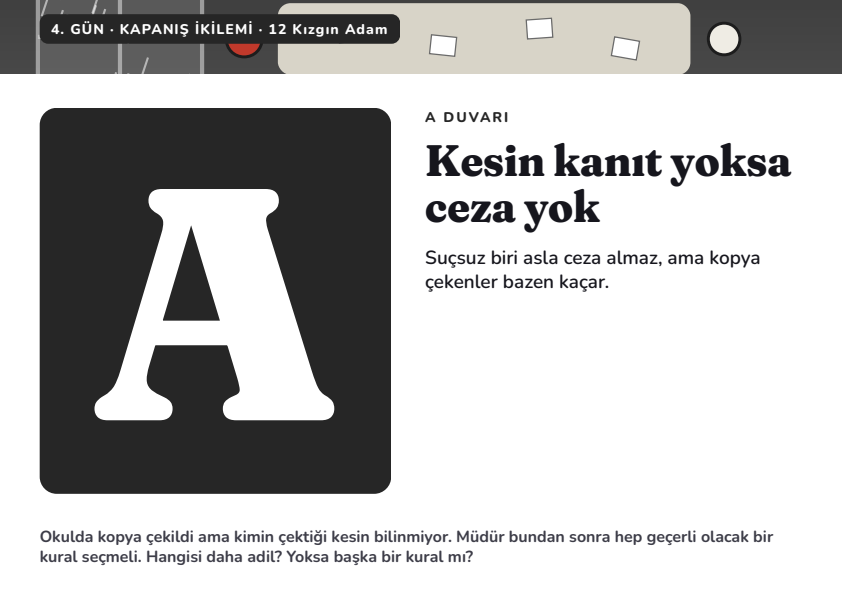 4. GÜN · KAPANIŞ İKİLEMİ · 12 Kızgın Adam
A
A DUVARI
Kesin kanıt yoksa
ceza yok
Suçsuz biri asla ceza almaz, ama kopya
çekenler bazen kaçar.
Okulda kopya çekildi ama kimin çektiği kesin bilinmiyor. Müdür bundan sonra hep geçerli olacak bir
kural seçmeli. Hangisi daha adil? Yoksa başka bir kural mı?